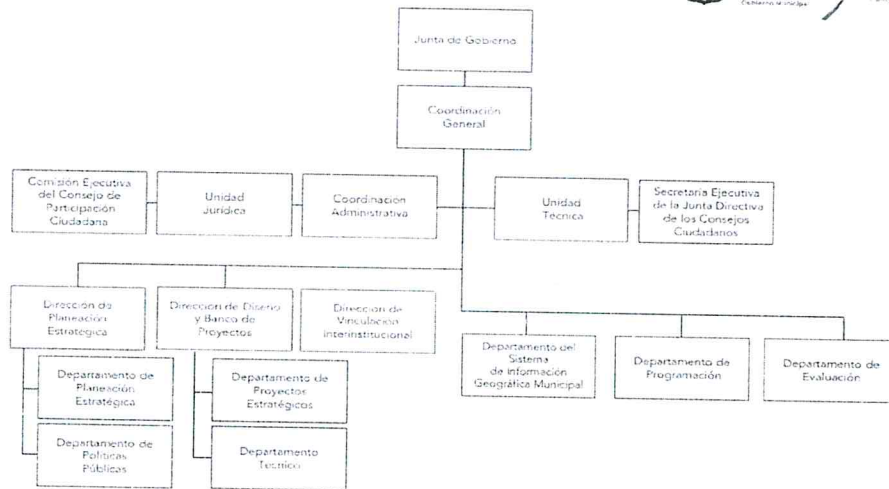 Gobierno Municipal
Junta de Gobierno
Coordinación
General
Comisión Ejecutiva
del Consejo de
Participación
Ciudadana
Unidad
Jurídica
Coordinación
Administrativa
Unidad
Técnica
Secretaria Ejecutiva
de la Junta Directiva
de los Consejos
Ciudadanos
Dirección de
Planeación
Estratégica
Dirección de Diseño
y Banco de
Proyectos
Dirección de
Vinculación
Interinstitucional
Departamento del
Sistema
de Información
Geográfica Municipal
Departamento de
Programación
Departamento de
Evaluación
Departamento de
Planeación
Estratégica
Departamento de
Proyectos
Estratégicos
Departamento de
Políticas
Públicas
Departamento
Técnico